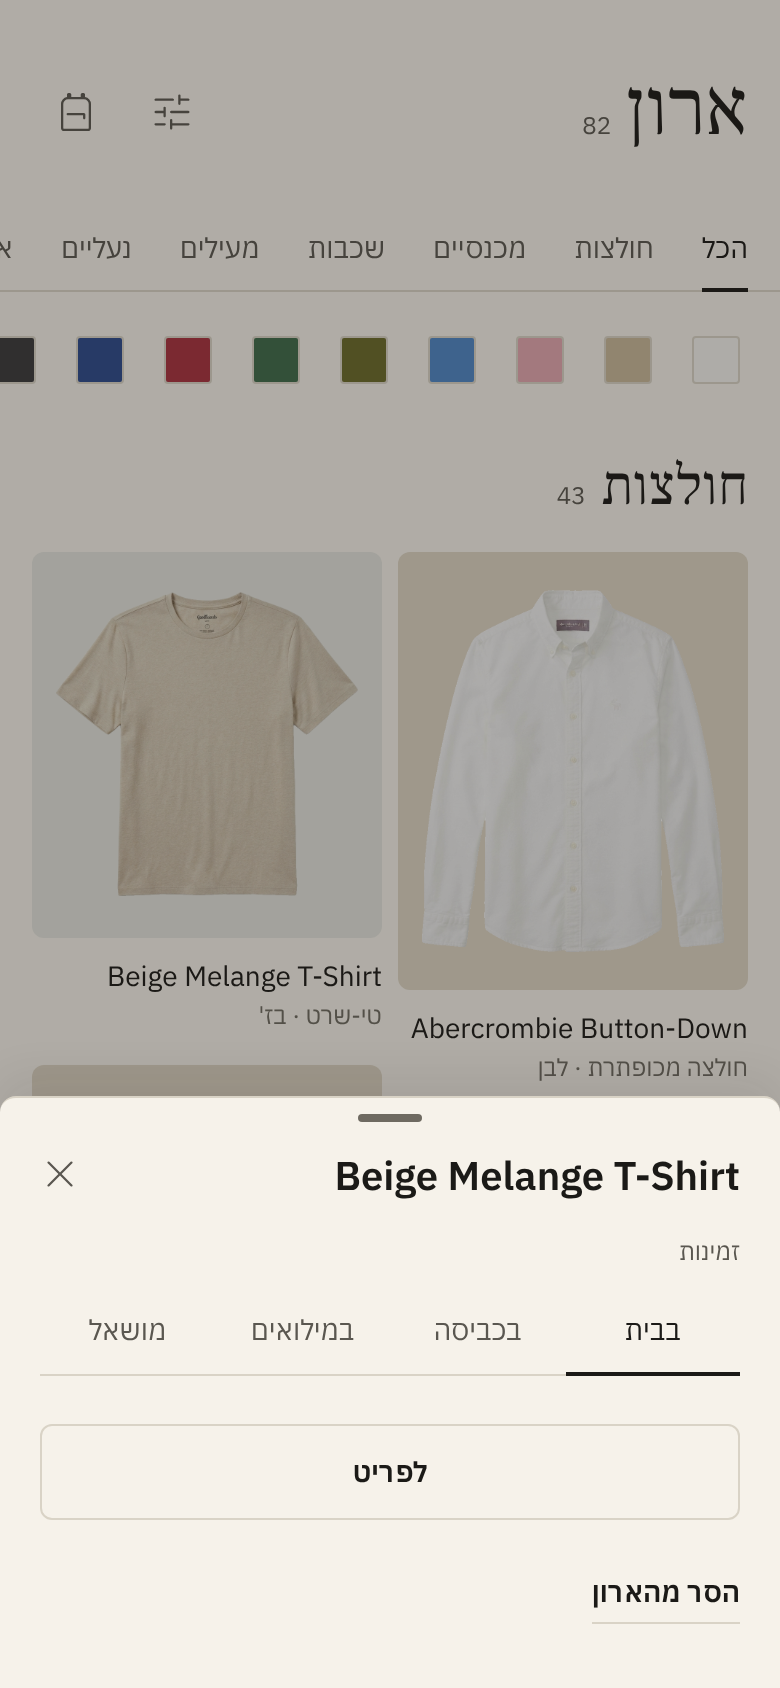 ארון 82
הכל חולצות מכנסיים שכבות מעילים נעליים א
חולצות 43
Abercrombie Button-Down
חולצה מכופתרת · לבן
Beige Melange T-Shirt
טי-שרט · בז'
Beige Melange T-Shirt
זמינות
בבית בכביסה במילואים מושאל
לפריט
הסר מהארון